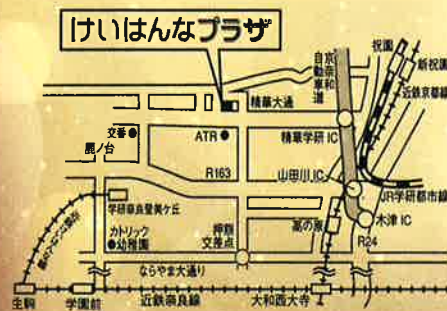 けいはんなプラザ
祝園
新祝園
近鉄京都線
京奈和
自動車道
精華大通
交番
鹿ノ台
ATR
精華学研 IC
R163
山田川 IC
JR学研都市線
学研奈良登美ヶ丘
高の原
木津 IC
カトリック
幼稚園
押熊
交差点
R24
ならやま大通り
生駒
学園前
近鉄奈良線
大和西大寺